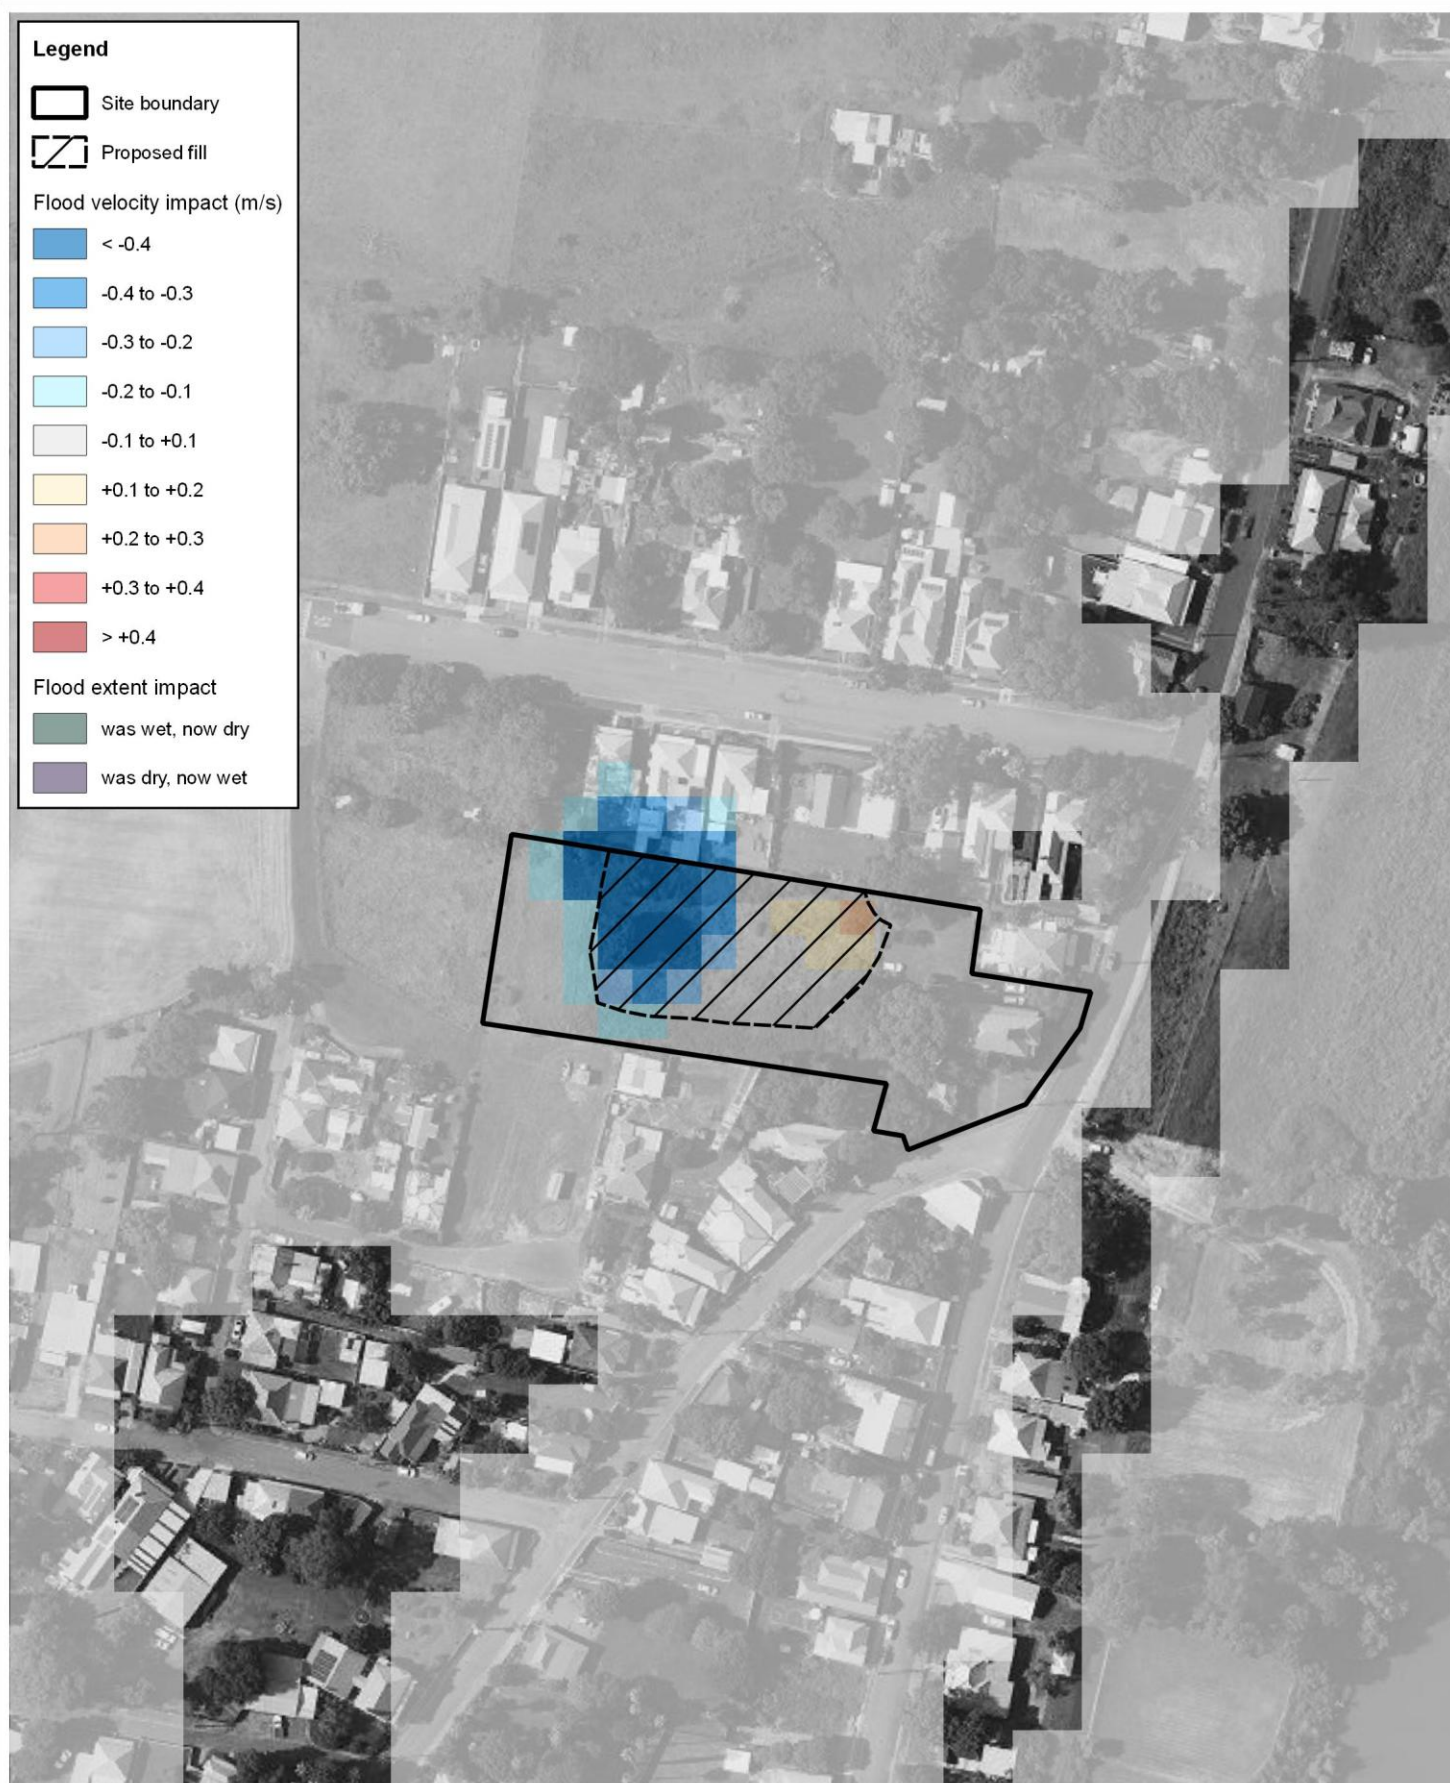 Legend
Site boundary
Proposed fill
Flood velocity impact (m/s)
< -0.4
-0.4 to -0.3
-0.3 to -0.2
-0.2 to -0.1
-0.1 to +0.1
+0.1 to +0.2
+0.2 to +0.3
+0.3 to +0.4
> +0.4
Flood extent impact
was wet, now dry
was dry, now wet